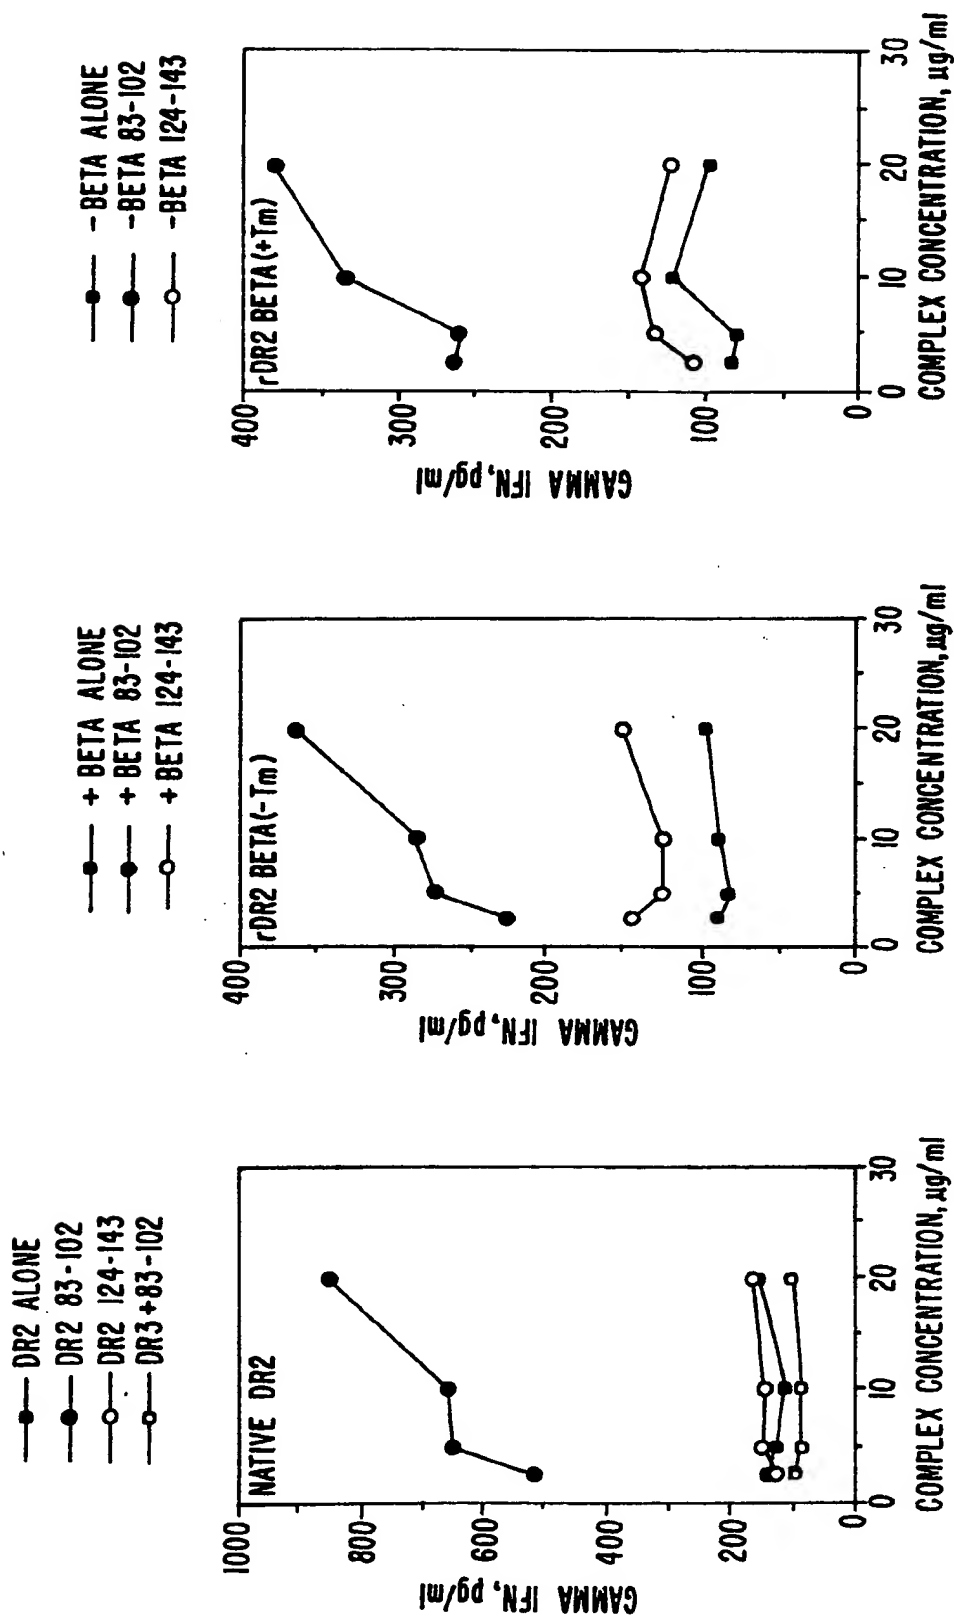 DR2 ALONE
DR2 83-102
DR2 124-143
DR3+83-102
NATIVE DR2
1000
800
600
400
200
0
GAMMA IFN, pg/ml
0 10 20 30
COMPLEX CONCENTRATION, µg/ml
+BETA ALONE
+BETA 83-102
+BETA 124-143
rDR2 BETA(-Tm)
400
300
200
100
0
GAMMA IFN, pg/ml
0 10 20 30
COMPLEX CONCENTRATION, µg/ml
-BETA ALONE
-BETA 83-102
-BETA 124-143
rDR2 BETA(+Tm)
400
300
200
100
0
GAMMA IFN, pg/ml
0 10 20 30
COMPLEX CONCENTRATION, µg/ml